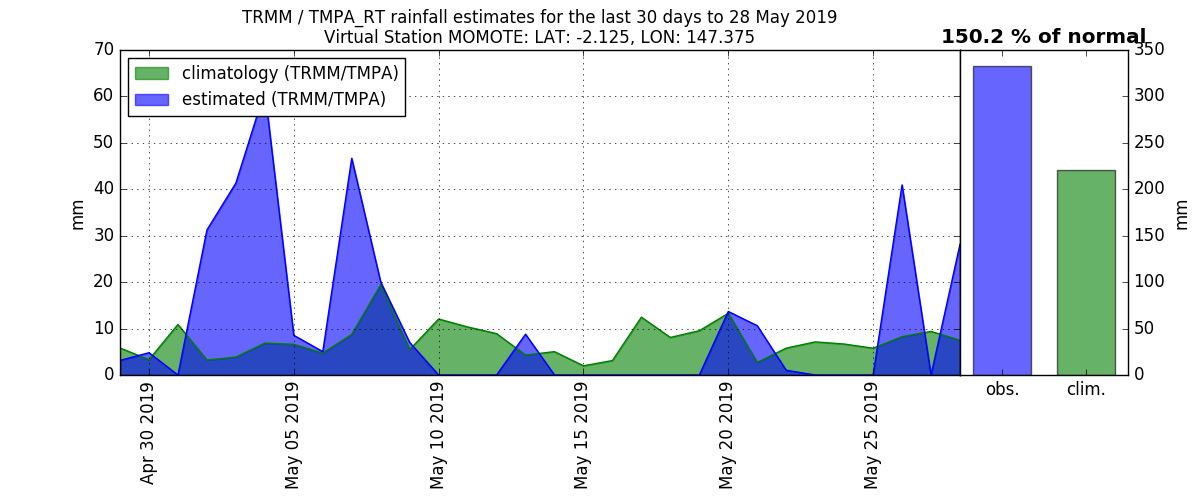 TRMM / TMPA_RT rainfall estimates for the last 30 days to 28 May 2019
Virtual Station MOMOTE: LAT: -2.125, LON: 147.375
150.2 % of normal
climatology (TRMM/TMPA)
estimated (TRMM/TMPA)
mm
70
60
50
40
30
20
10
0
Apr 30 2019
May 05 2019
May 10 2019
May 15 2019
May 20 2019
May 25 2019
350
300
250
200
150
100
50
0
mm
obs.
clim.